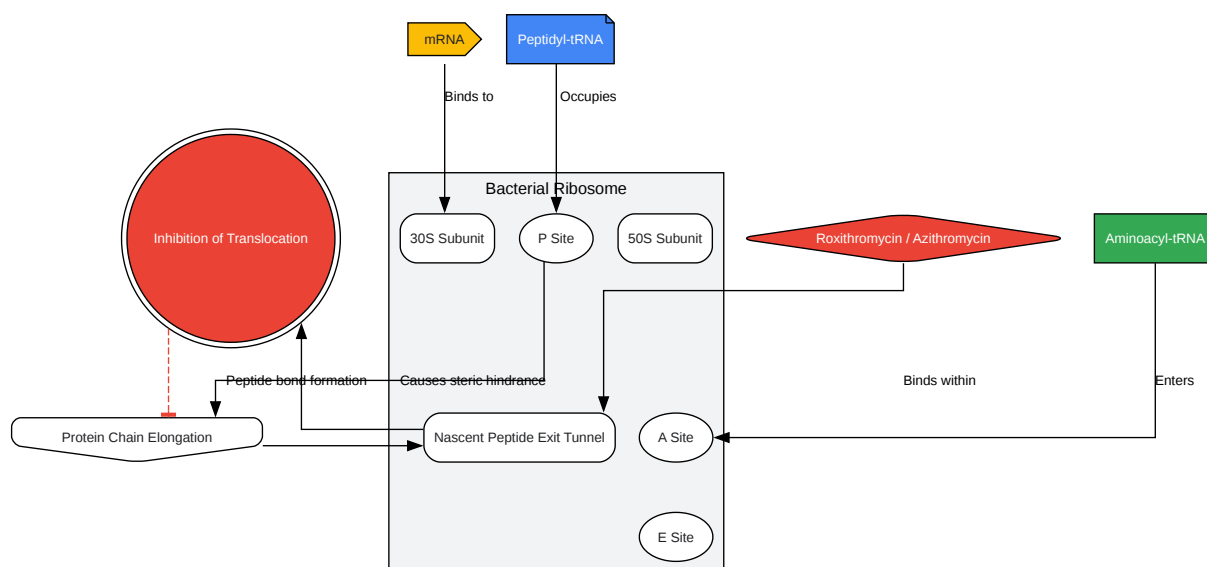 mRNA
Peptidyl-tRNA
Binds to
Occupies
Bacterial Ribosome
Inhibition of Translocation
30S Subunit
P Site
50S Subunit
Roxithromycin / Azithromycin
Aminoacyl-tRNA
Peptide bond formation
Causes steric hindrance
Binds within
Enters
Protein Chain Elongation
Nascent Peptide Exit Tunnel
A Site
E Site